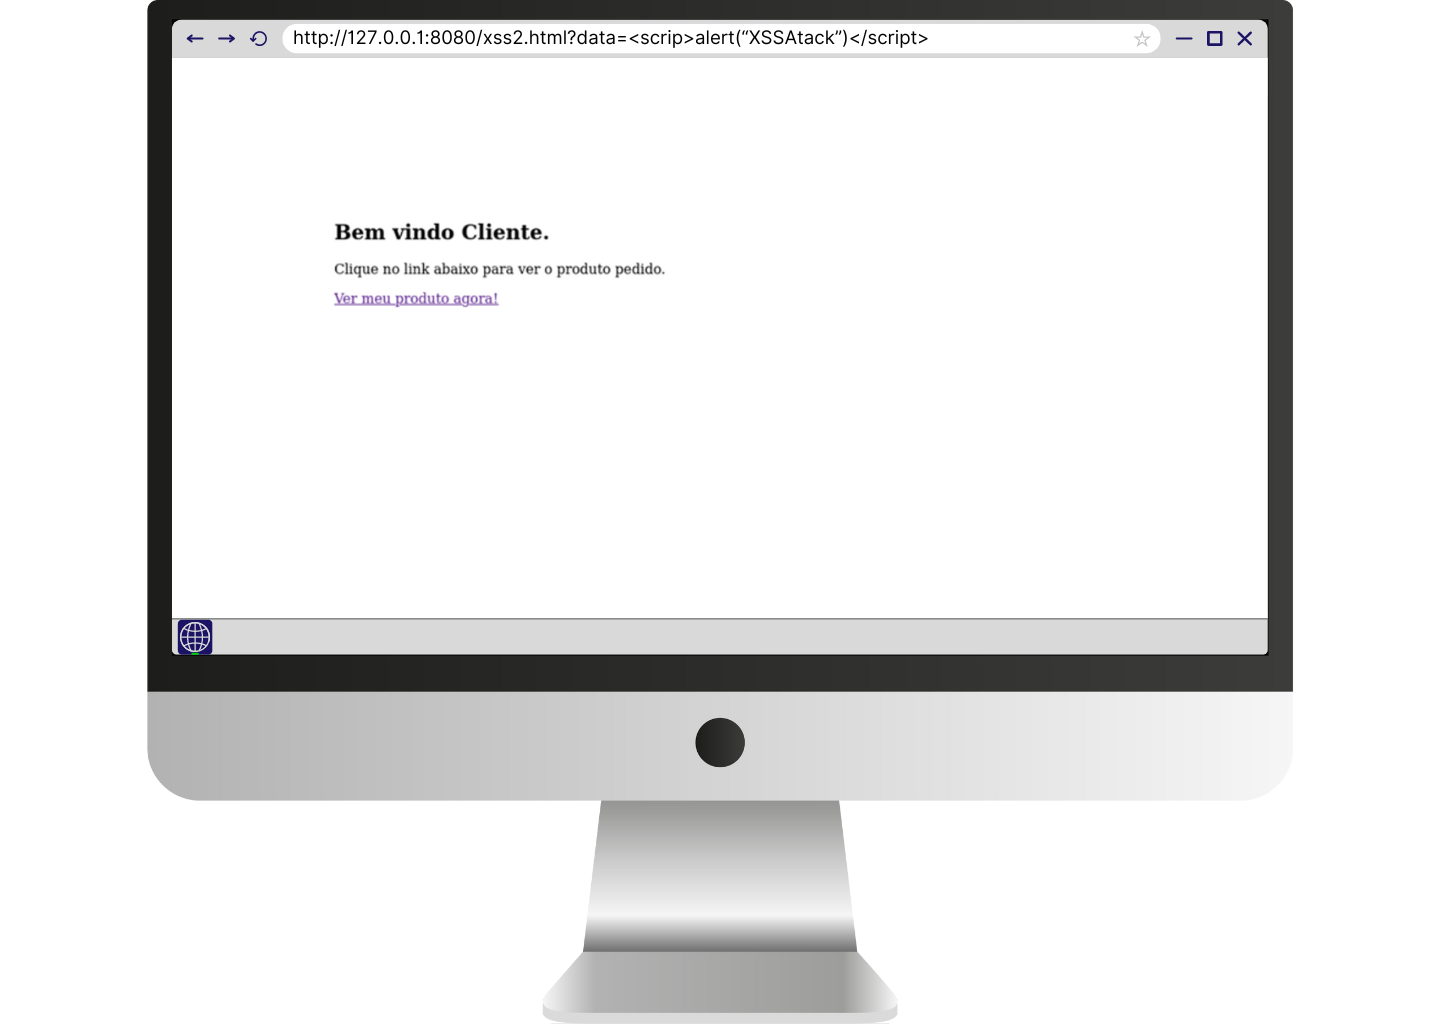 http://127.0.0.1:8080/xss2.html?data=<scrip>alert(“XSSAtack”)</script>
Bem vindo Cliente.
Clique no link abaixo para ver o produto pedido.
Ver meu produto agora!